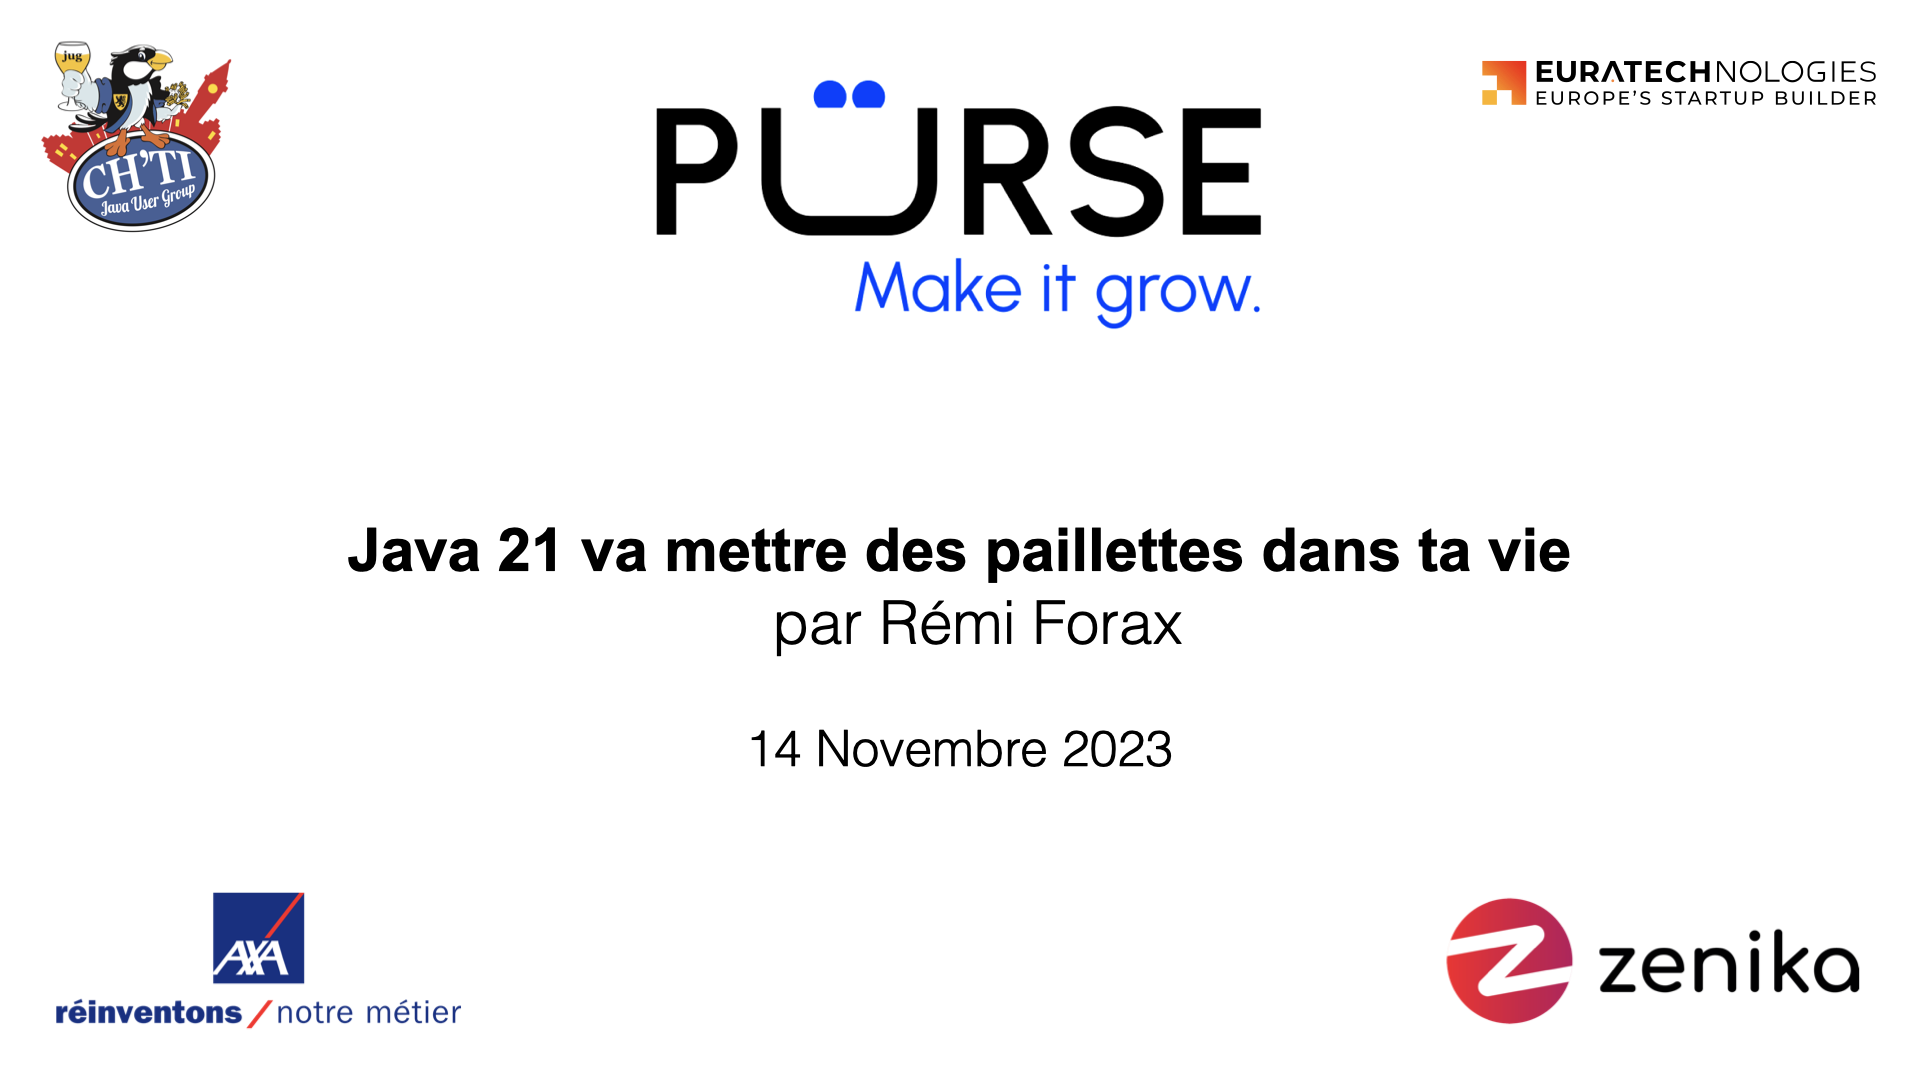 jug
CH'TI
Java User Group
PÜRSE
Make it grow.
EURATECHNOLOGIES
EUROPE'S STARTUP BUILDER
Java 21 va mettre des paillettes dans ta vie
par Rémi Forax
14 Novembre 2023
AXA
réinventons / notre métier
zenika